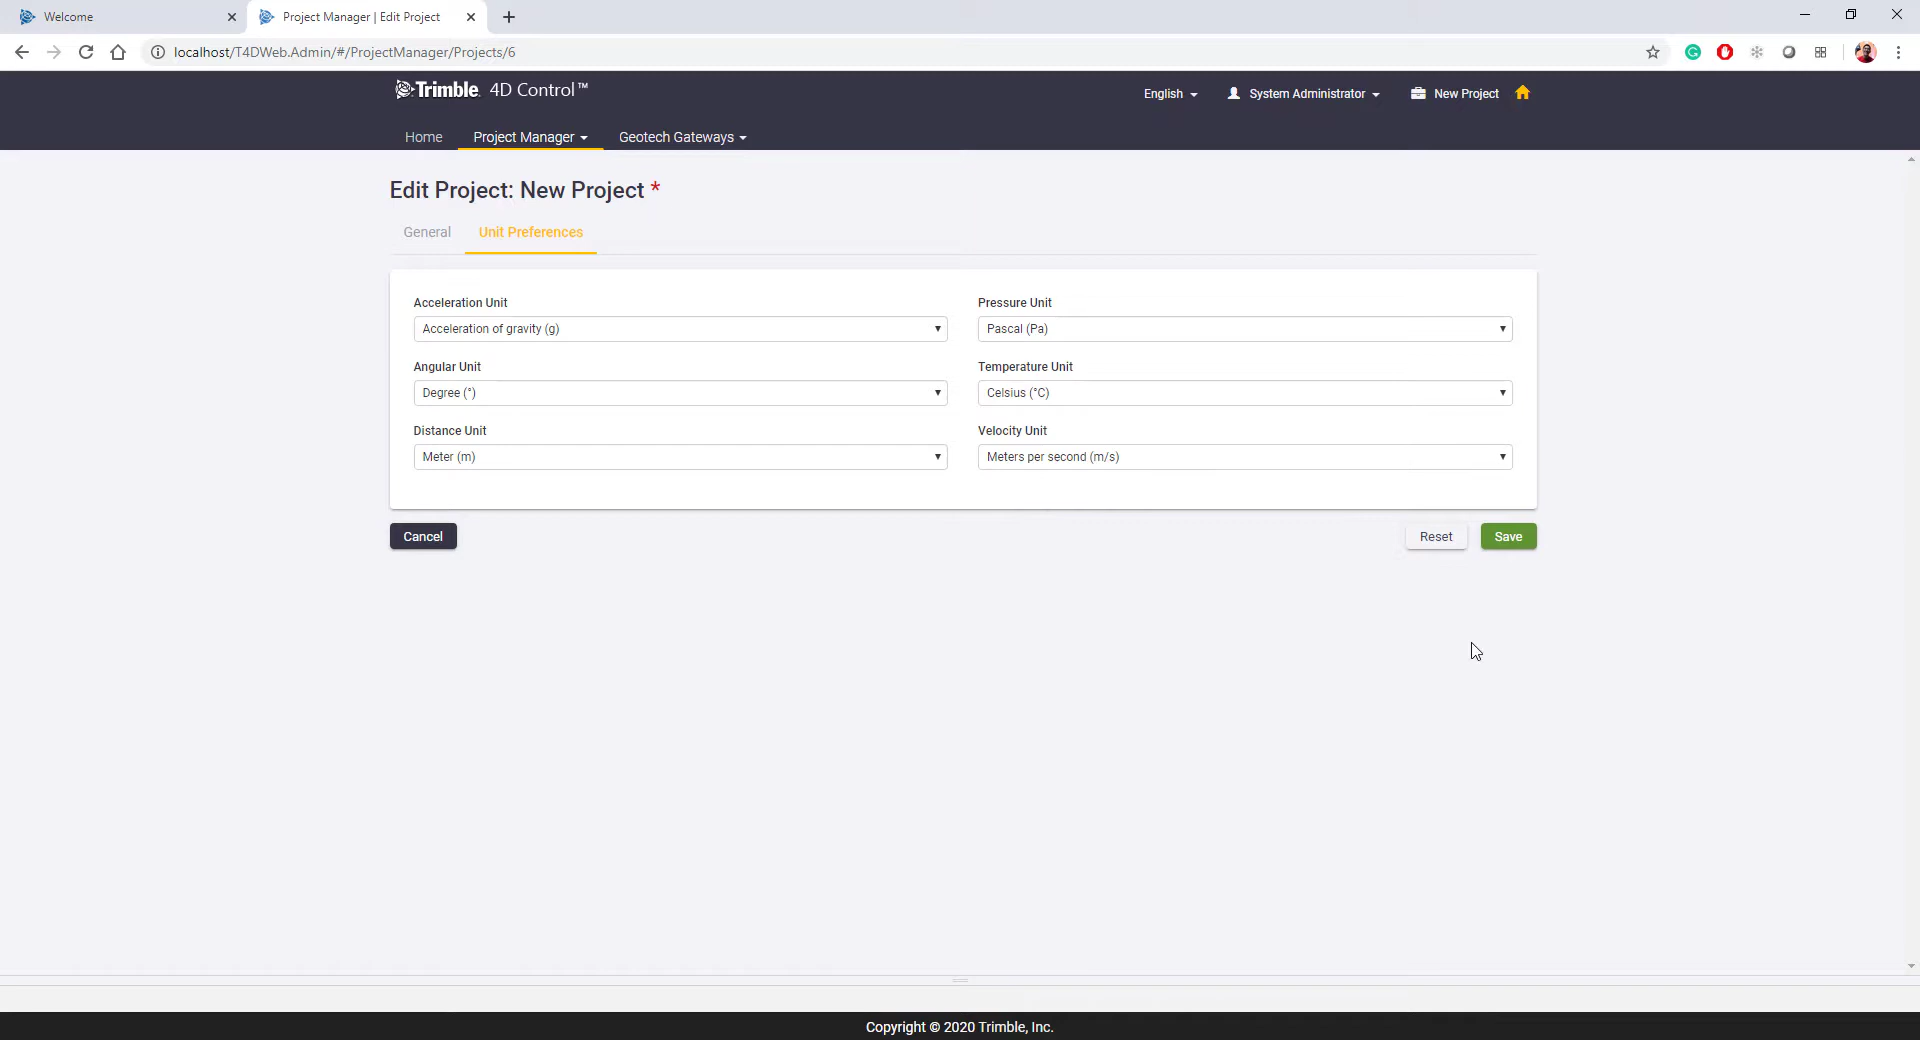 Welcome
Project Manager | Edit Project
localhost/T4DWeb.Admin/#/ProjectManager/Projects/6
Trimble. 4D Control™
English
System Administrator
New Project
Home
Project Manager
Geotech Gateways
Edit Project: New Project *
General
Unit Preferences
Acceleration Unit
Acceleration of gravity (g)
Pressure Unit
Pascal (Pa)
Angular Unit
Degree (°)
Temperature Unit
Celsius (°C)
Distance Unit
Meter (m)
Velocity Unit
Meters per second (m/s)
Cancel
Reset
Save
Copyright © 2020 Trimble, Inc.